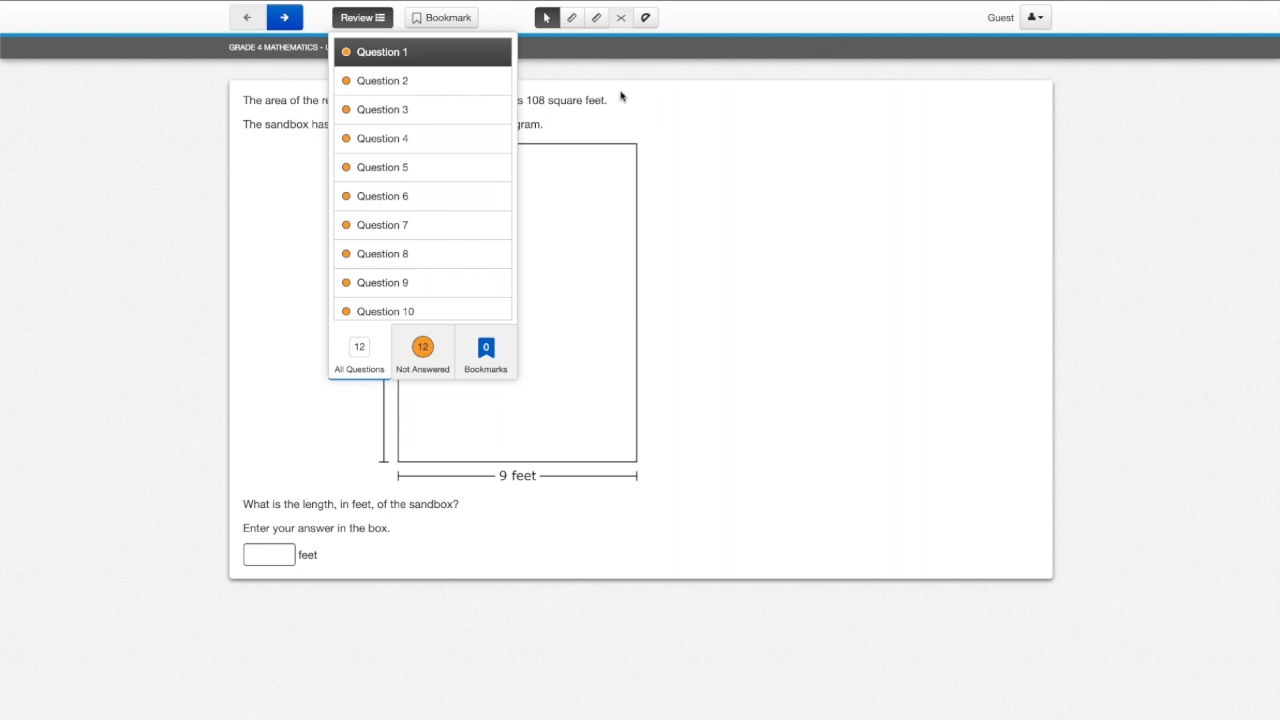 Review
Bookmark
Guest
GRADE 4 MATHEMATICS -
Question 1
Question 2
Question 3
Question 4
Question 5
Question 6
Question 7
Question 8
Question 9
Question 10
12
All Questions
12
Not Answered
0
Bookmarks
The area of the 108 square feet.
The sandbox has
9 feet
What is the length, in feet, of the sandbox?
Enter your answer in the box.
feet